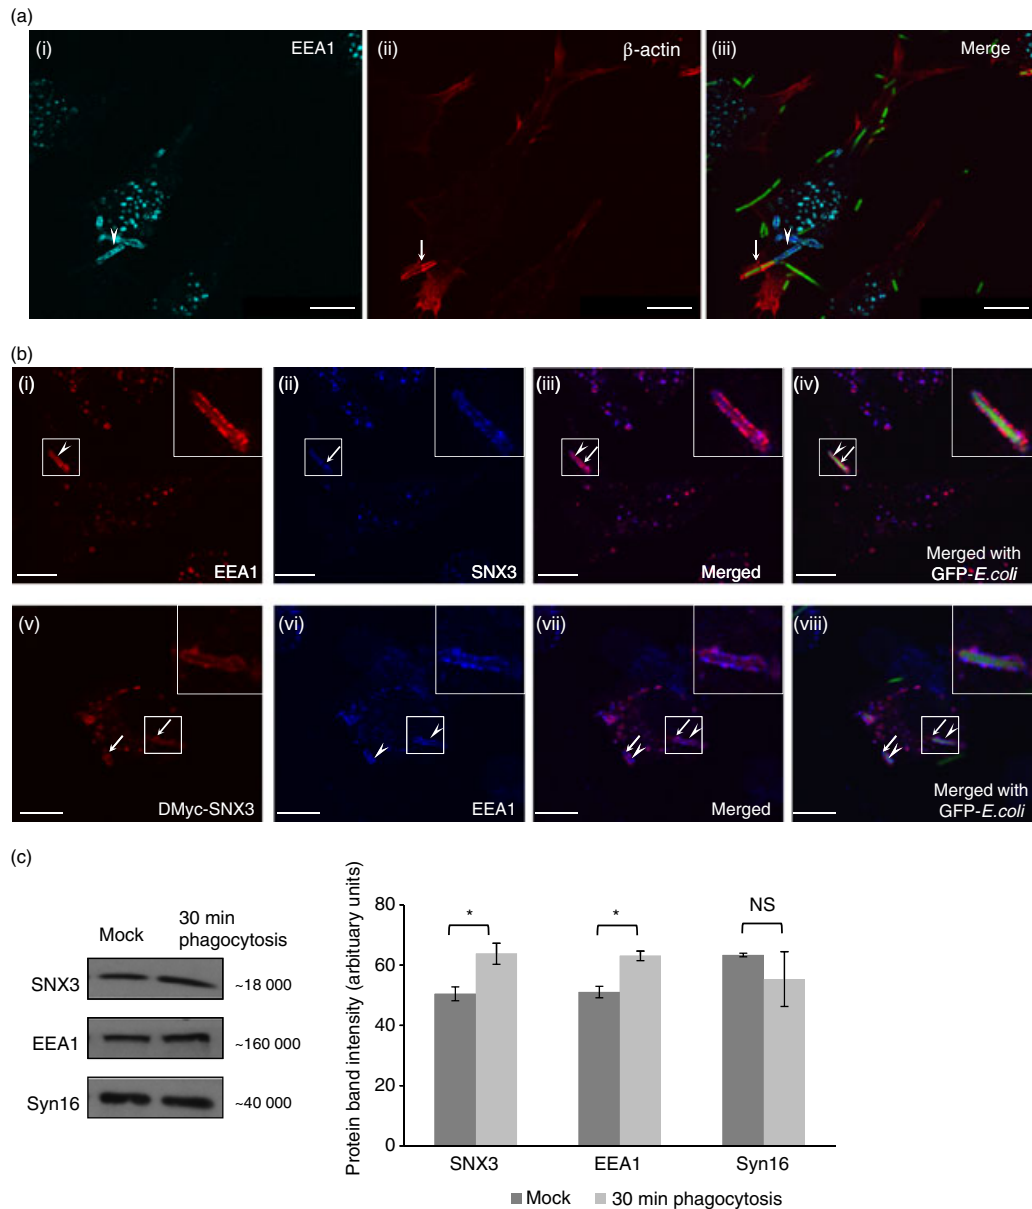 (a)
(i) EEA1
(ii) β-actin
(iii) Merge
(b)
(i) EEA1
(ii) SNX3
(iii) Merged
(iv) Merged with
GFP-E.coli
(v) DMyc-SNX3
(vi) EEA1
(vii) Merged
(viii) Merged with
GFP-E.coli
(c)
Mock
30 min
phagocytosis
SNX3 ~18 000
EEA1 ~160 000
Syn16 ~40 000
Protein band intensity (arbituary units)
80
60
40
20
0
*
*
NS
SNX3 EEA1 Syn16
Mock 30 min phagocytosis